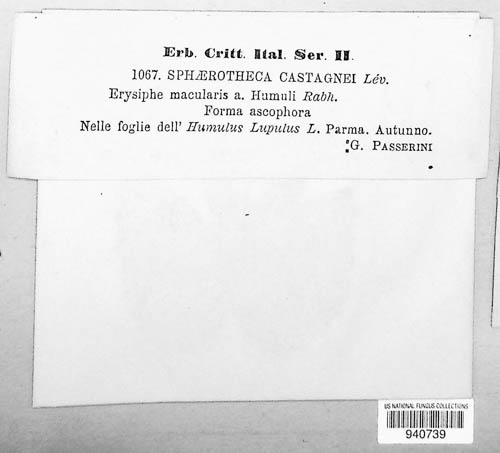 Erb. Critt. Ital. Ser. II.
1067. SPHÆROTHECA CASTAGNEI Lév.
Erysiphe macularis a. Humuli Rabh.
Forma ascophora
Nelle foglie dell' Humulus Lupulus L. Parma. Autunno.
G. PASSERINI
US NATIONAL FUNGUS COLLECTIONS
940739